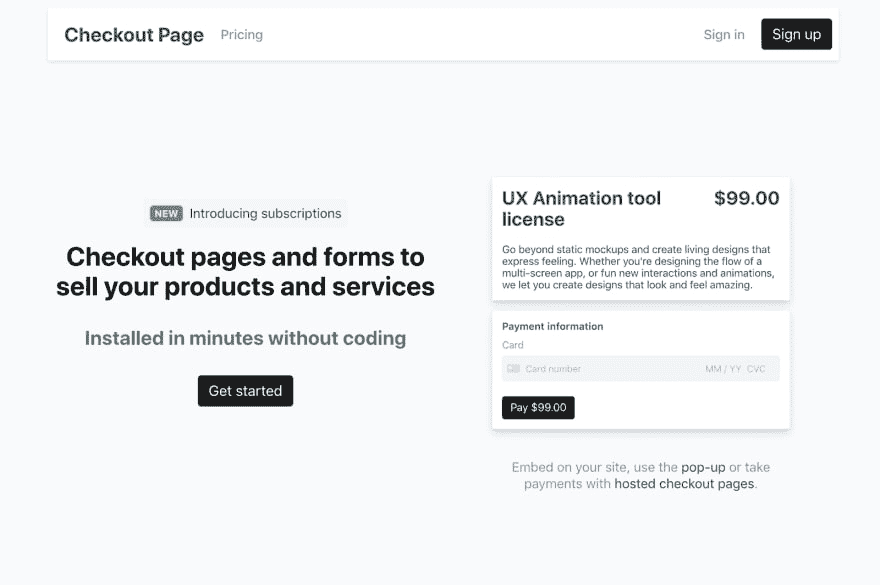 Checkout Page Pricing Sign in Sign up
NEW Introducing subscriptions
Checkout pages and forms to
sell your products and services
Installed in minutes without coding
Get started
UX Animation tool $99.00
license
Go beyond static mockups and create living designs that
express feeling. Whether you're designing the flow of a
multi-screen app, or fun new interactions and animations,
we let you create designs that look and feel amazing.
Payment information
Card
Card number MM / YY CVC
Pay $99.00
Embed on your site, use the pop-up or take
payments with hosted checkout pages.